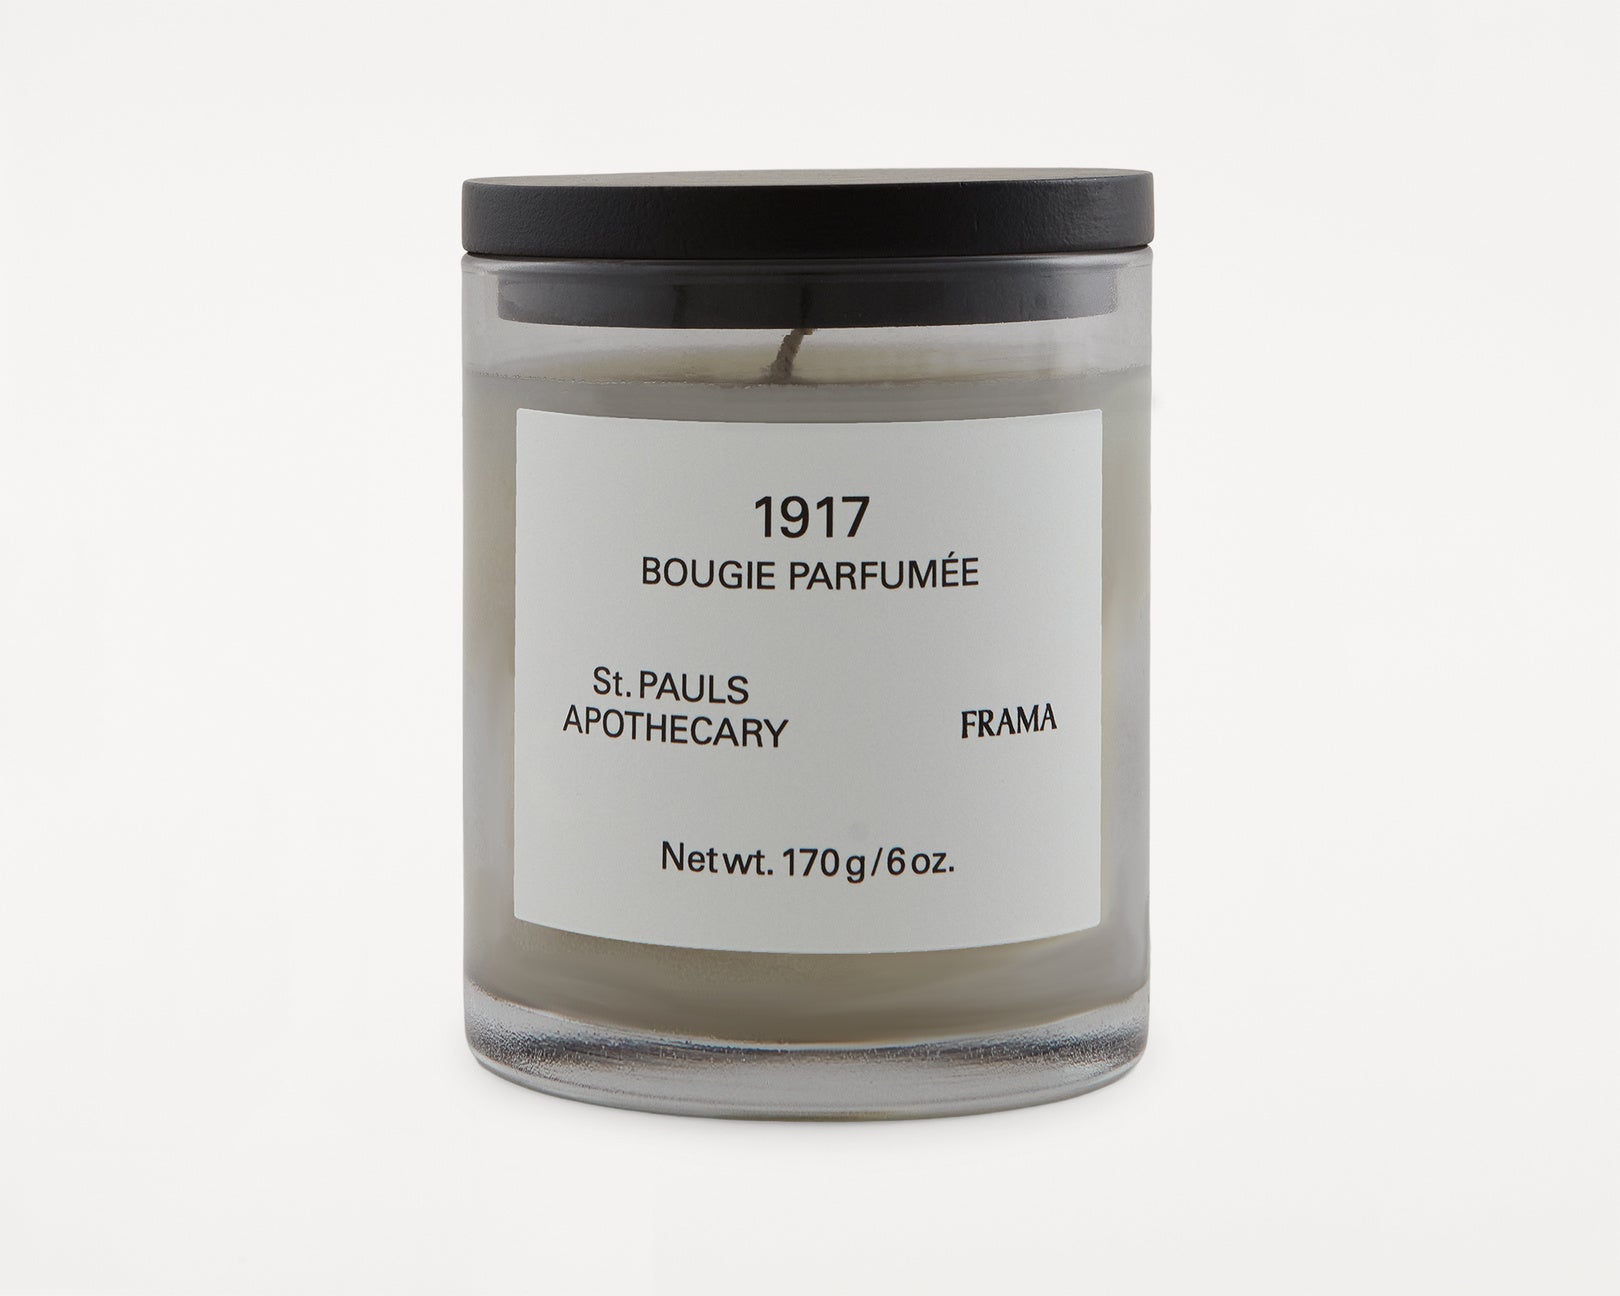 1917
BOUGIE PARFUMÉE
St. PAULS
APOTHECARY
FRAMA
Net wt. 170 g / 6 oz.